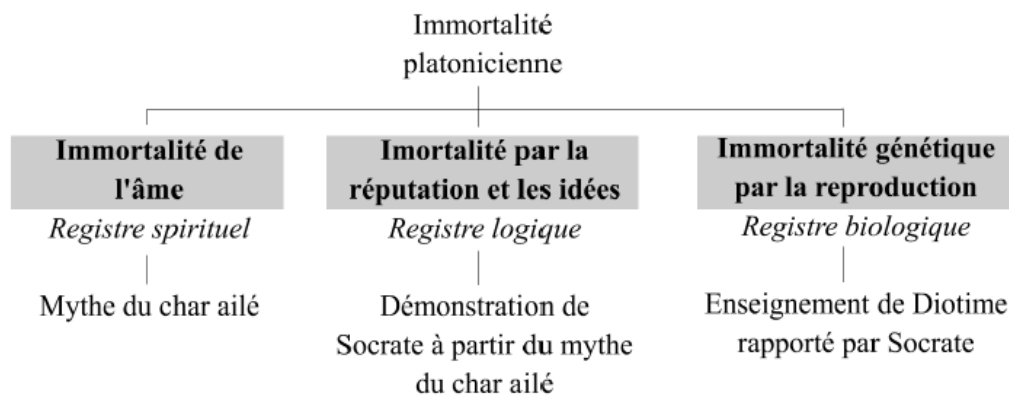 Immortalité
platonicienne
Immortalité de
l'âme
Registre spirituel
Mythe du char ailé
Imortalité par la
réputation et les idées
Registre logique
Démonstration de
Socrate à partir du mythe
du char ailé
Immortalité génétique
par la reproduction
Registre biologique
Enseignement de Diotime
rapporté par Socrate